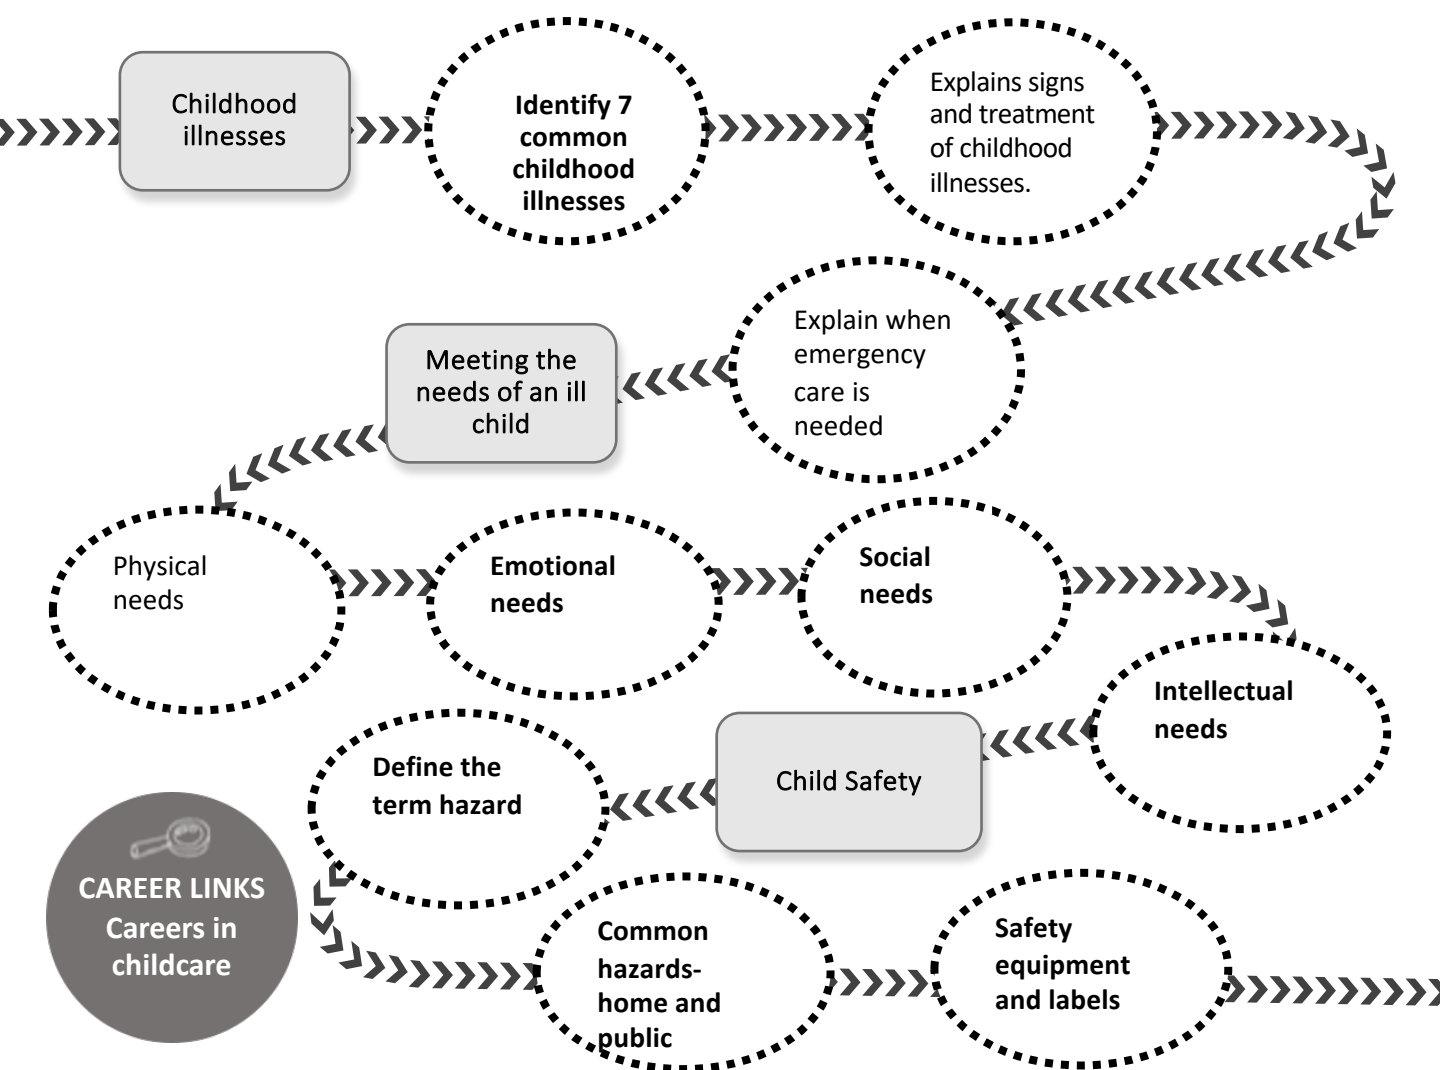 Childhood
illnesses
Identify 7
common
childhood
illnesses
Explains signs
and treatment
of childhood
illnesses.
Explain when
emergency
care is
needed
Meeting the
needs of an ill
child
Physical
needs
Emotional
needs
Social
needs
Intellectual
needs
Child Safety
Define the
term hazard
CAREER LINKS
Careers in
childcare
Common
hazards-
home and
public
Safety
equipment
and labels